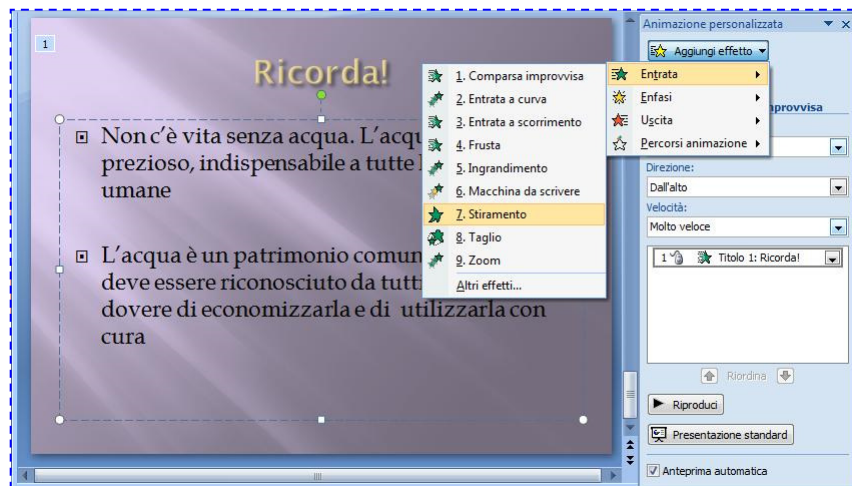 1
Ricorda!
Non c'è vita senza acqua. L'acqu
prezioso, indispensabile a tutte
umane
L'acqua è un patrimonio comun
deve essere riconosciuto da tutti
dovere di economizzarla e di utilizzarla con
cura
1. Comparsa improvvisa
2. Entrata a curva
3. Entrata a scorrimento
4. Frusta
5. Ingrandimento
6. Macchina da scrivere
7. Stiramento
8. Taglio
9. Zoom
Altri effetti...
Entrata
Enfasi
Uscita
Percorsi animazione
Animazione personalizzata
Aggiungi effetto
provvisa
Direzione:
Dall'alto
Velocità:
Molto veloce
1 Titolo 1: Ricorda!
Riordina
Riproduci
Presentazione standard
Anteprima automatica